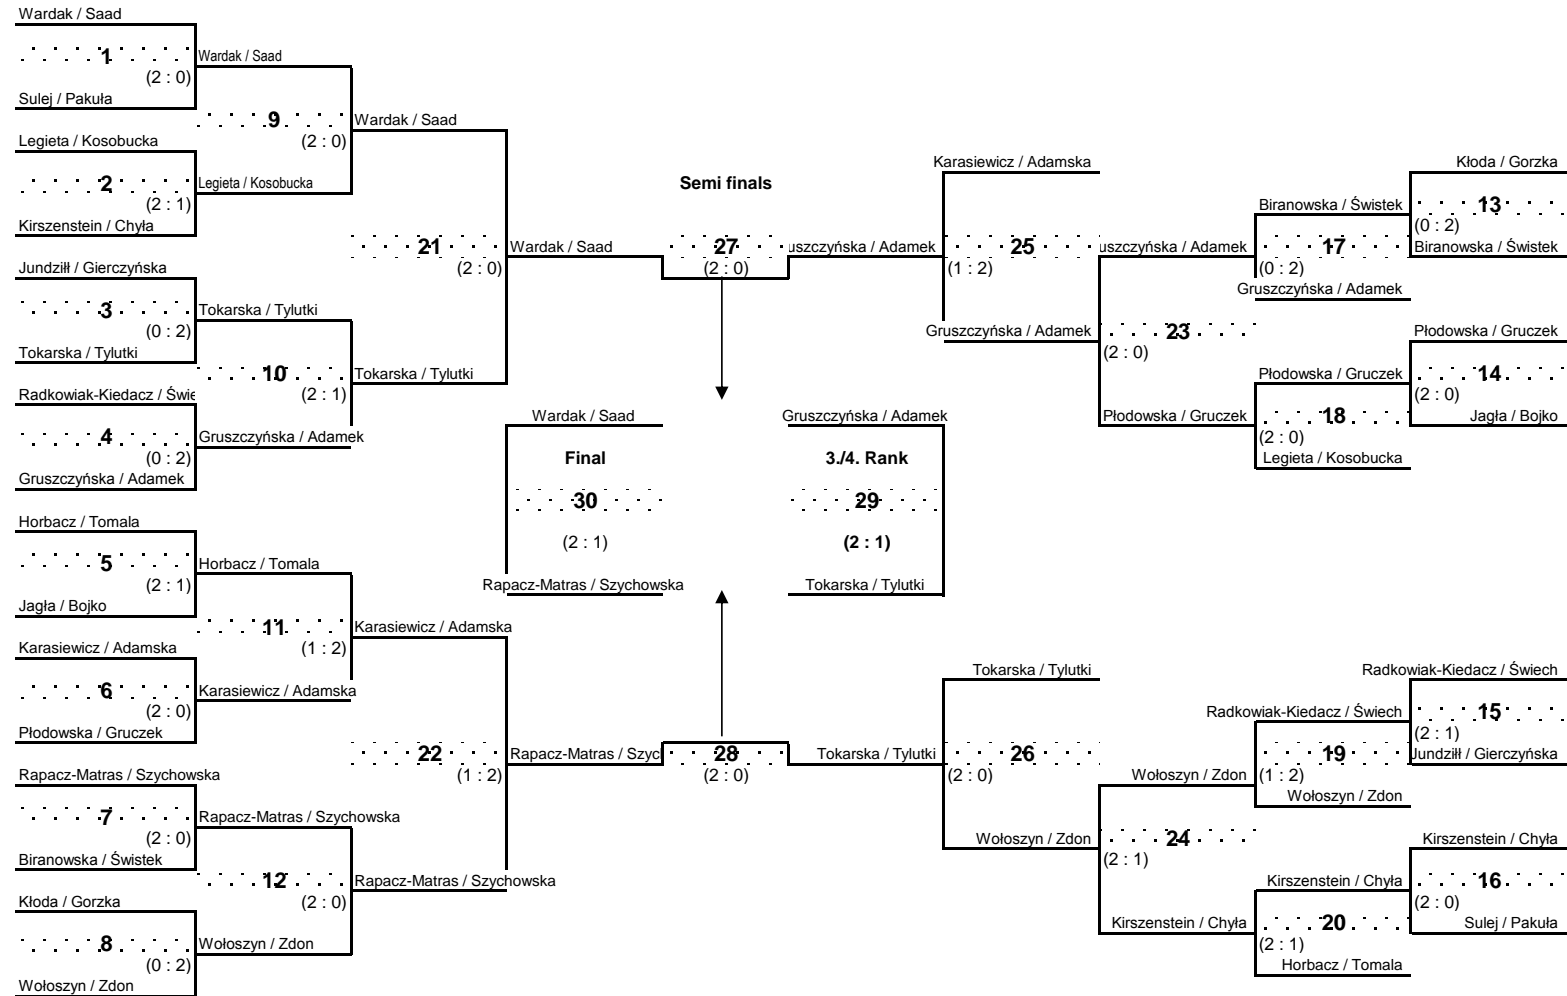 Wardak / Saad
1
(2 : 0)
Sulej / Pakuła
Wardak / Saad
9
(2 : 0)
Legieta / Kosobucka
2
(2 : 1)
Kirszenstein / Chyła
Legieta / Kosobucka
Wardak / Saad
21
(2 : 0)
Jundziłł / Gierczyńska
3
(0 : 2)
Tokarska / Tylutki
Tokarska / Tylutki
10
(2 : 1)
Radkowiak-Kiedacz / Świe
4
(0 : 2)
Gruszczyńska / Adamek
Gruszczyńska / Adamek
Tokarska / Tylutki
Wardak / Saad
Horbacz / Tomala
5
(2 : 1)
Jagła / Bojko
Horbacz / Tomala
11
(1 : 2)
Karasiewicz / Adamska
6
(2 : 0)
Płodowska / Gruczek
Karasiewicz / Adamska
Karasiewicz / Adamska
22
(1 : 2)
Rapacz-Matras / Szychowska
7
(2 : 0)
Biranowska / Świstek
Rapacz-Matras / Szychowska
12
(2 : 0)
Kłoda / Gorzka
8
(0 : 2)
Wołoszyn / Zdon
Wołoszyn / Zdon
Rapacz-Matras / Szychowska
Rapacz-Matras / Szyc
Semi finals
27
(2 : 0)
uszczyńska / Adamek
Wardak / Saad
Final
30
(2 : 1)
Rapacz-Matras / Szychowska
Gruszczyńska / Adamek
3./4. Rank
29
(2 : 1)
Tokarska / Tylutki
28
(2 : 0)
Tokarska / Tylutki
Karasiewicz / Adamska
25
(1 : 2)
Gruszczyńska / Adamek
uszczyńska / Adamek
23
(2 : 0)
Płodowska / Gruczek
Biranowska / Świstek
17
(0 : 2)
Gruszczyńska / Adamek
Kłoda / Gorzka
13
(0 : 2)
Biranowska / Świstek
Płodowska / Gruczek
18
(2 : 0)
Legieta / Kosobucka
Płodowska / Gruczek
14
(2 : 0)
Jagła / Bojko
Tokarska / Tylutki
26
(2 : 0)
Wołoszyn / Zdon
Wołoszyn / Zdon
24
(2 : 1)
Kirszenstein / Chyła
Radkowiak-Kiedacz / Świech
19
(1 : 2)
Wołoszyn / Zdon
Radkowiak-Kiedacz / Świech
15
(2 : 1)
Jundziłł / Gierczyńska
Kirszenstein / Chyła
20
(2 : 1)
Horbacz / Tomala
Kirszenstein / Chyła
16
(2 : 0)
Sulej / Pakuła